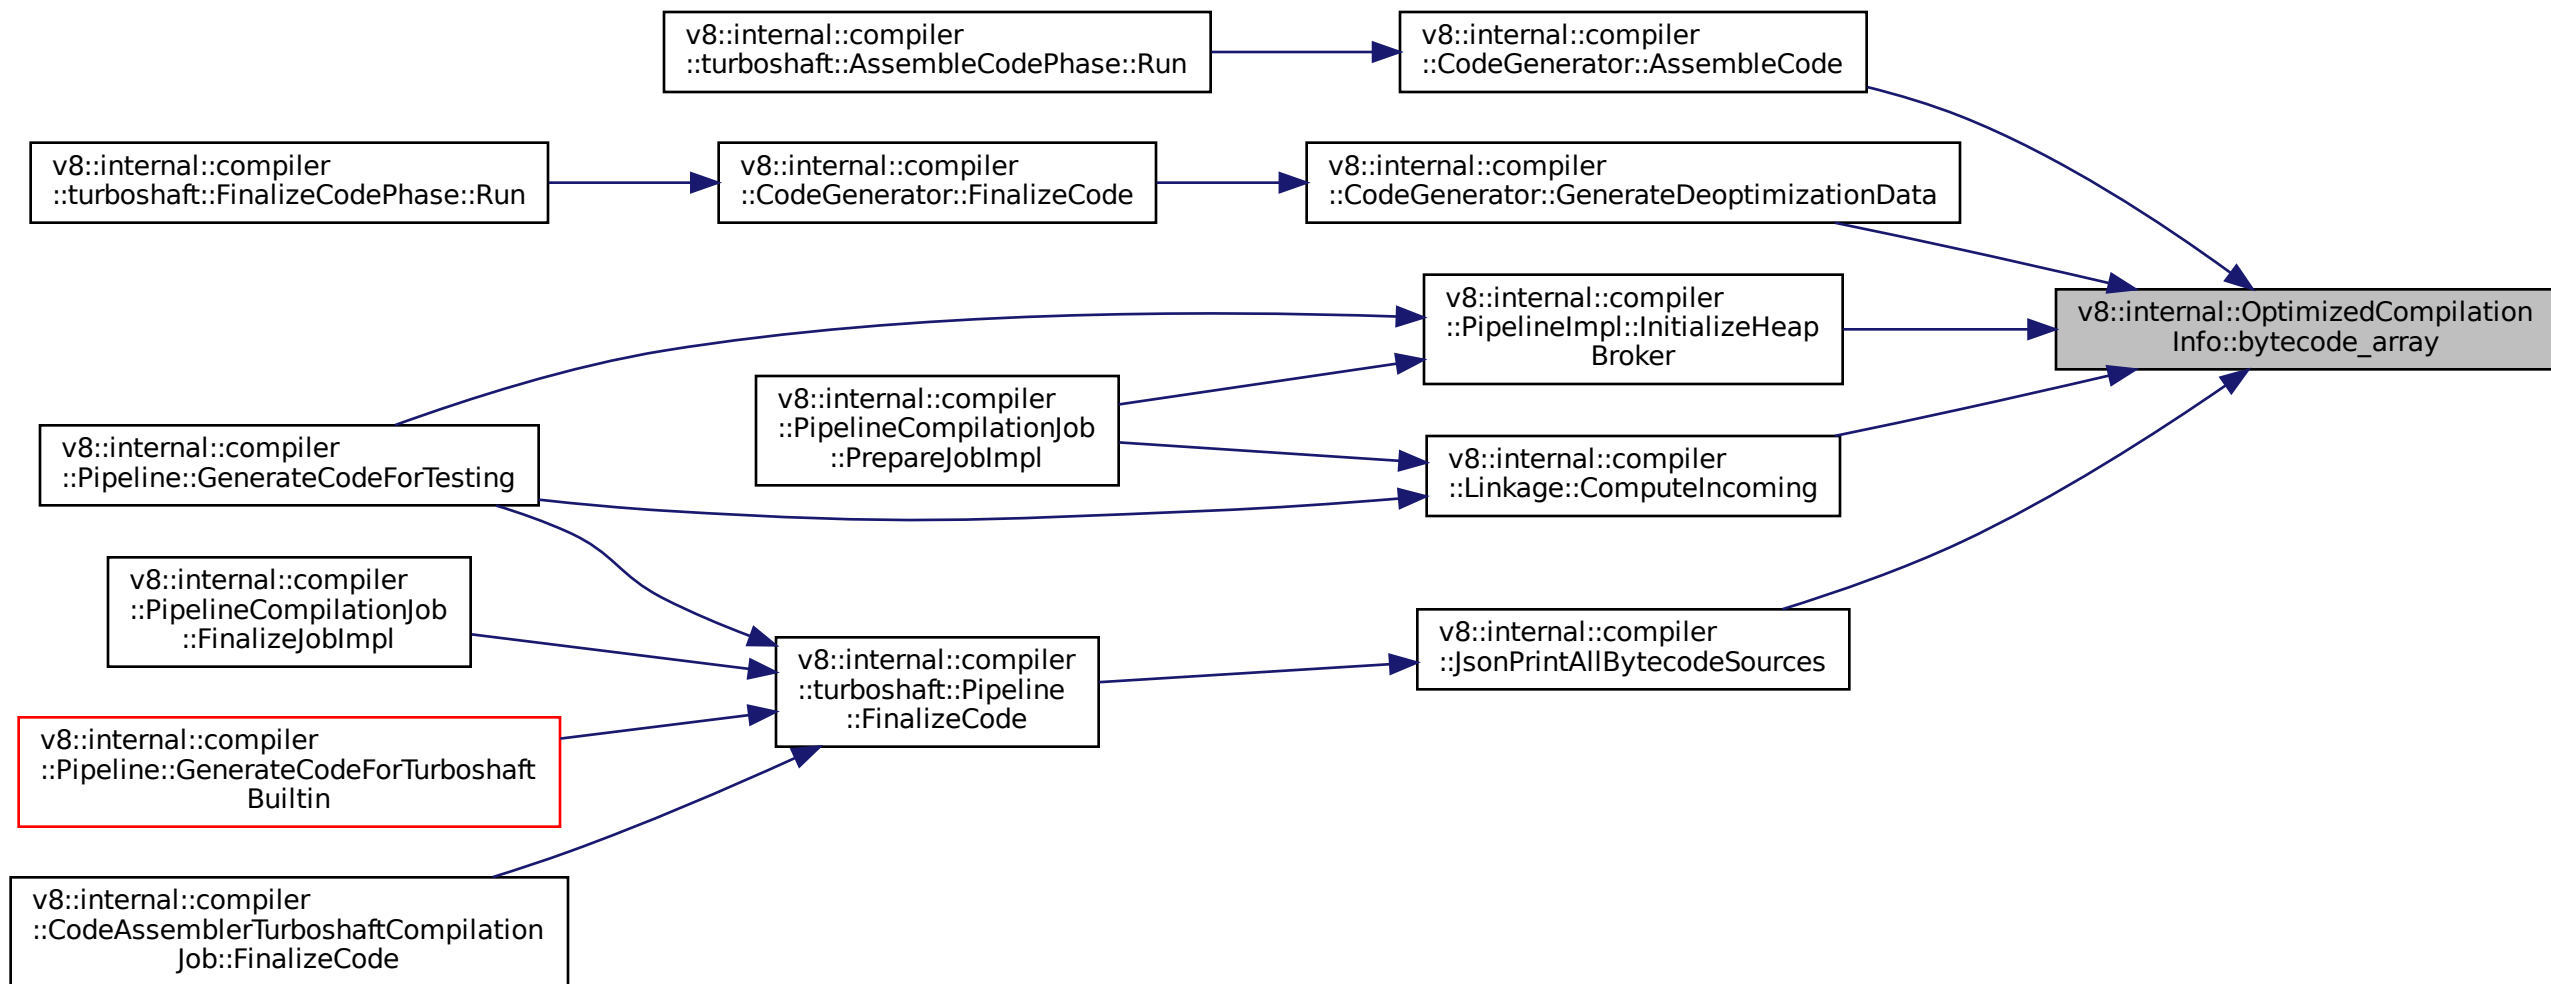 v8::internal::compiler
::turboshaft::AssembleCodePhase::Run
v8::internal::compiler
::CodeGenerator::AssembleCode
v8::internal::compiler
::turboshaft::FinalizeCodePhase::Run
v8::internal::compiler
::CodeGenerator::FinalizeCode
v8::internal::compiler
::CodeGenerator::GenerateDeoptimizationData
v8::internal::compiler
::PipelineImpl::InitializeHeap
Broker
v8::internal::OptimizedCompilation
Info::bytecode_array
v8::internal::compiler
::PipelineCompilationJob
::PrepareJobImpl
v8::internal::compiler
::Pipeline::GenerateCodeForTesting
v8::internal::compiler
::Linkage::ComputeIncoming
v8::internal::compiler
::PipelineCompilationJob
::FinalizeJobImpl
v8::internal::compiler
::turboshaft::Pipeline
::FinalizeCode
v8::internal::compiler
::JsonPrintAllBytecodeSources
v8::internal::compiler
::Pipeline::GenerateCodeForTurboshaft
Builtin
v8::internal::compiler
::CodeAssemblerTurboshaftCompilation
Job::FinalizeCode